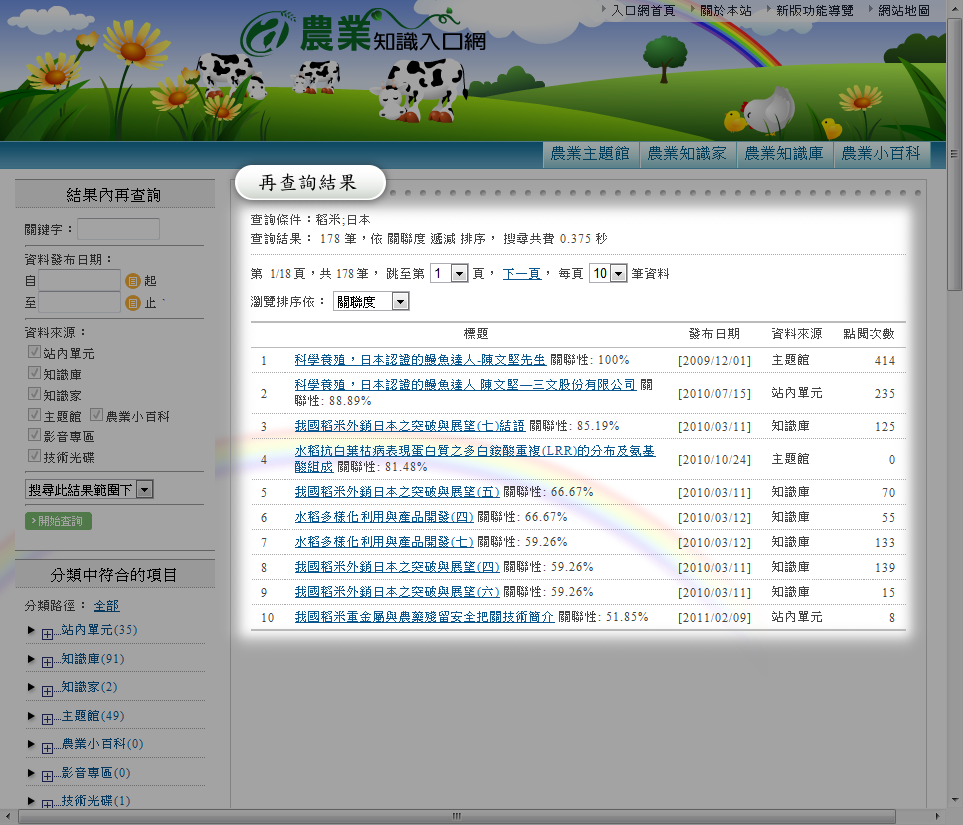 入口網首頁 關於本站 新版功能導覽 網站地圖
農業知識入口網
農業主題館 農業知識家 農業知識庫 農業小百科
結果內再查詢
關鍵字：
資料發布日期：
自 起
至 止
資料來源：
站內單元
知識庫
知識家
主題館 農業小百科
影音專區
技術光碟
搜尋此結果範圍下
開始查詢
分類中符合的項目
分類路徑： 全部
站內單元(35)
知識庫(91)
知識家(2)
主題館(49)
農業小百科(0)
影音專區(0)
技術光碟(1)
再查詢結果
查詢條件：稻米;日本
查詢結果： 178 筆，依 關聯度 遞減 排序， 搜尋共費 0.375 秒
第 1/18 頁，共 178 筆， 跳至第 1 頁， 下一頁， 每頁 10 筆資料
瀏覽排序依： 關聯度
標題 發布日期 資料來源 點閱次數
1 科學養殖，日本認證的鰻魚達人-陳文堅先生 關聯性: 100% [2009/12/01] 主題館 414
2 科學養殖，日本認證的鰻魚達人 陳文堅—三文股份有限公司 關
聯性: 88.89% [2010/07/15] 站內單元 235
3 我國稻米外銷日本之突破與展望(七)結語 關聯性: 85.19% [2010/03/11] 知識庫 125
4 水稻抗白葉枯病表現蛋白質之多白銨酸重複(LRR)的分布及氨基
酸組成 關聯性: 81.48% [2010/10/24] 主題館 0
5 我國稻米外銷日本之突破與展望(五) 關聯性: 66.67% [2010/03/11] 知識庫 70
6 水稻多樣化利用與產品開發(四) 關聯性: 66.67% [2010/03/12] 知識庫 55
7 水稻多樣化利用與產品開發(七) 關聯性: 59.26% [2010/03/12] 知識庫 133
8 我國稻米外銷日本之突破與展望(四) 關聯性: 59.26% [2010/03/11] 知識庫 139
9 我國稻米外銷日本之突破與展望(六) 關聯性: 59.26% [2010/03/11] 知識庫 15
10 我國稻米重金屬與農藥殘留安全把關技術簡介 關聯性: 51.85% [2011/02/09] 站內單元 8